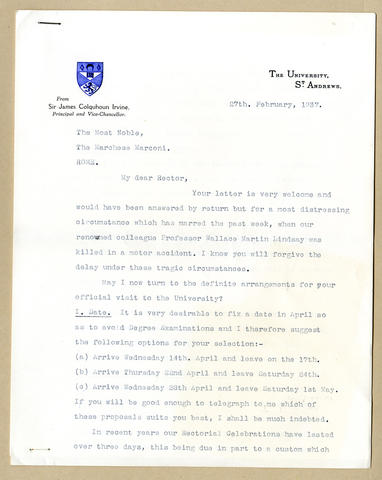 THE UNIVERSITY,
ST ANDREWS.
From
Sir James Colquhoun Irvine,
Principal and Vice-Chancellor.
27th. February, 1937.
The Most Noble,
The Marchese Marconi.
ROME.
My dear Rector,
Your letter is very welcome and
would have been answered by return but for a most distressing
circumstance which has marred the past week, when our
renowned colleague Professor Wallace Martin Lindsay was
killed in a motor accident. I know you will forgive the
delay under these tragic circumstances.
May I now turn to the definite arrangements for your
official visit to the University?
1. Date. It is very desirable to fix a date in April so
as to avoid Degree Examinations and I therefore suggest
the following options for your selection:-
(a) Arrive Wednesday 14th. April and leave on the 17th.
(b) Arrive Thursday 22nd April and leave Saturday 24th.
(c) Arrive Wednesday 28th April and leave Saturday 1st May.
If you will be good enough to telegraph to me which of
these proposals suits you best, I shall be much indebted.
In recent years our Rectorial Celebrations have lasted
over three days, this being due in part to a custom which